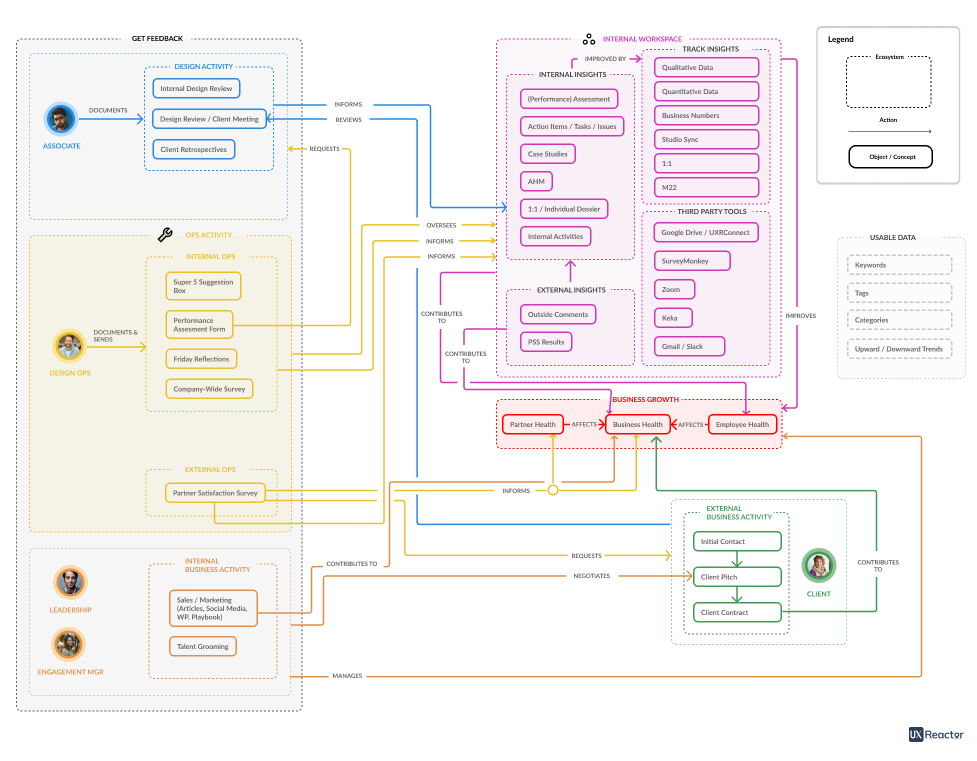 GET FEEDBACK
DESIGN ACTIVITY
Internal Design Review
Design Review / Client Meeting
Client Retrospectives
DOCUMENTS
ASSOCIATE
OPS ACTIVITY
INTERNAL OPS
Super 5 Suggestion
Box
Performance
Assesment Form
Friday Reflections
Company-Wide Survey
DOCUMENTS &
SENDS
DESIGN OPS
EXTERNAL OPS
Partner Satisfaction Survey
INTERNAL
BUSINESS ACTIVITY
Sales / Marketing
(Articles, Social Media,
WP, Playbook)
Talent Grooming
LEADERSHIP
ENGAGEMENT MGR
INFORMS
REVIEWS
REQUESTS
OVERSEES
INFORMS
INFORMS
CONTRIBUTES
TO
CONTRIBUTES
TO
INTERNAL WORKSPACE
IMPROVED BY
INTERNAL INSIGHTS
(Performance) Assessment
Action Items / Tasks / Issues
Case Studies
AHM
1:1 / Individual Dossier
Internal Activities
EXTERNAL INSIGHTS
Outside Comments
PSS Results
TRACK INSIGHTS
Qualitative Data
Quantitative Data
Business Numbers
Studio Sync
1:1
M22
THIRD PARTY TOOLS
Google Drive / UXRConnect
SurveyMonkey
Zoom
Keka
Gmail / Slack
IMPROVES
BUSINESS GROWTH
Partner Health
AFFECTS
Business Health
AFFECTS
Employee Health
INFORMS
REQUESTS
CONTRIBUTES TO
NEGOTIATES
MANAGES
EXTERNAL
BUSINESS ACTIVITY
Initial Contact
Client Pitch
Client Contract
CLIENT
CONTRIBUTES
TO
Legend
Ecosystem
Action
Object / Concept
USABLE DATA
Keywords
Tags
Categories
Upward / Downward Trends
UX Reactor